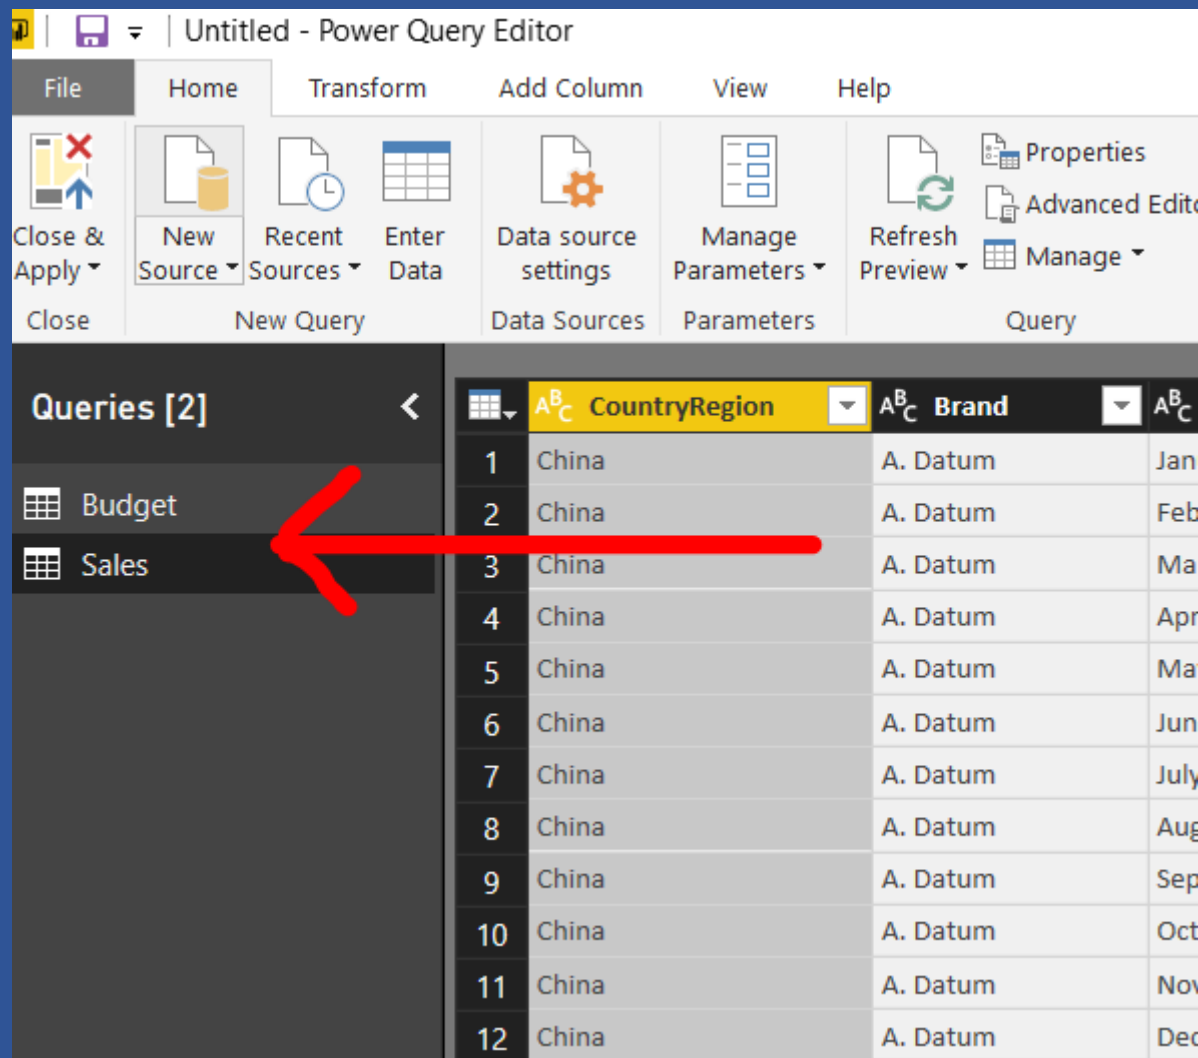 Untitled - Power Query Editor
File Home Transform Add Column View Help
Close & Apply
New Source
Recent Sources
Enter Data
Data source settings
Manage Parameters
Refresh Preview
Properties
Advanced
Manage
Close New Query Data Sources Parameters Query
Queries [2]
Budget
Sales
ABC CountryRegion ABC Brand ABC
1 China A. Datum Jan
2 China A. Datum Feb
3 China A. Datum
4 China A. Datum Apr
5 China A. Datum
6 China A. Datum Jun
7 China A. Datum July
8 China A. Datum Aug
9 China A. Datum Sep
10 China A. Datum Oct
11 China A. Datum Nov
12 China A. Datum Dec